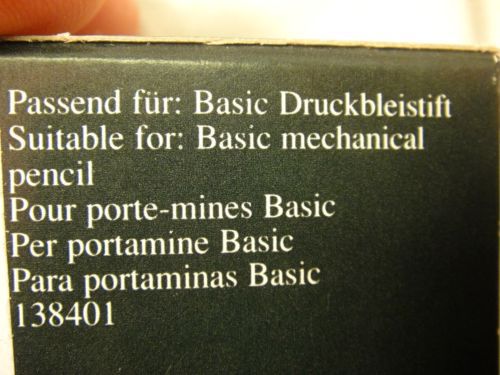 Passend für: Basic Druckbleistift
Suitable for: Basic mechanical
pencil
Pour porte-mines Basic
Per portamine Basic
Para portaminas Basic
138401